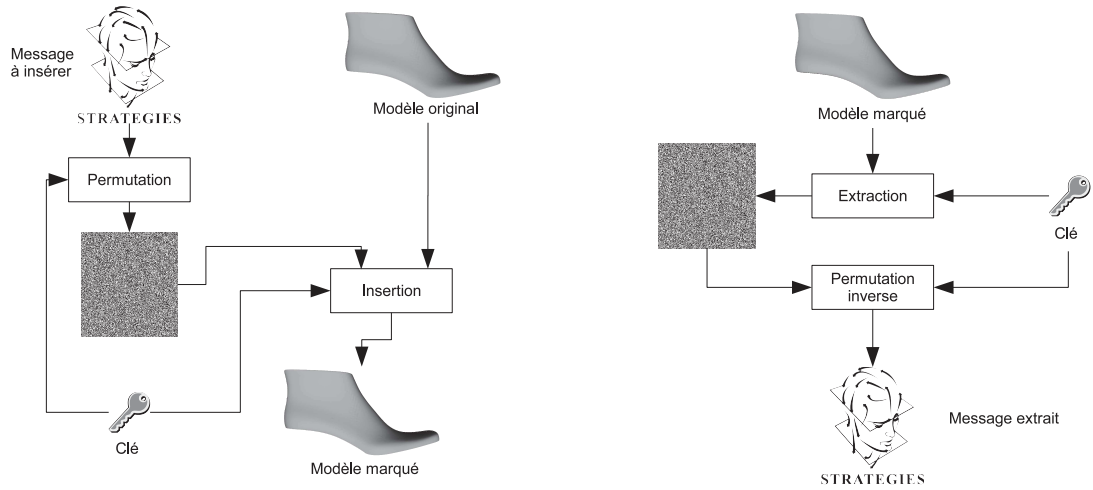 Message
à insérer
STRATEGIES
Modèle original
Permutation
Insertion
Clé
Modèle marqué
Modèle marqué
Extraction
Clé
Permutation
inverse
Message extrait
STRATEGIES